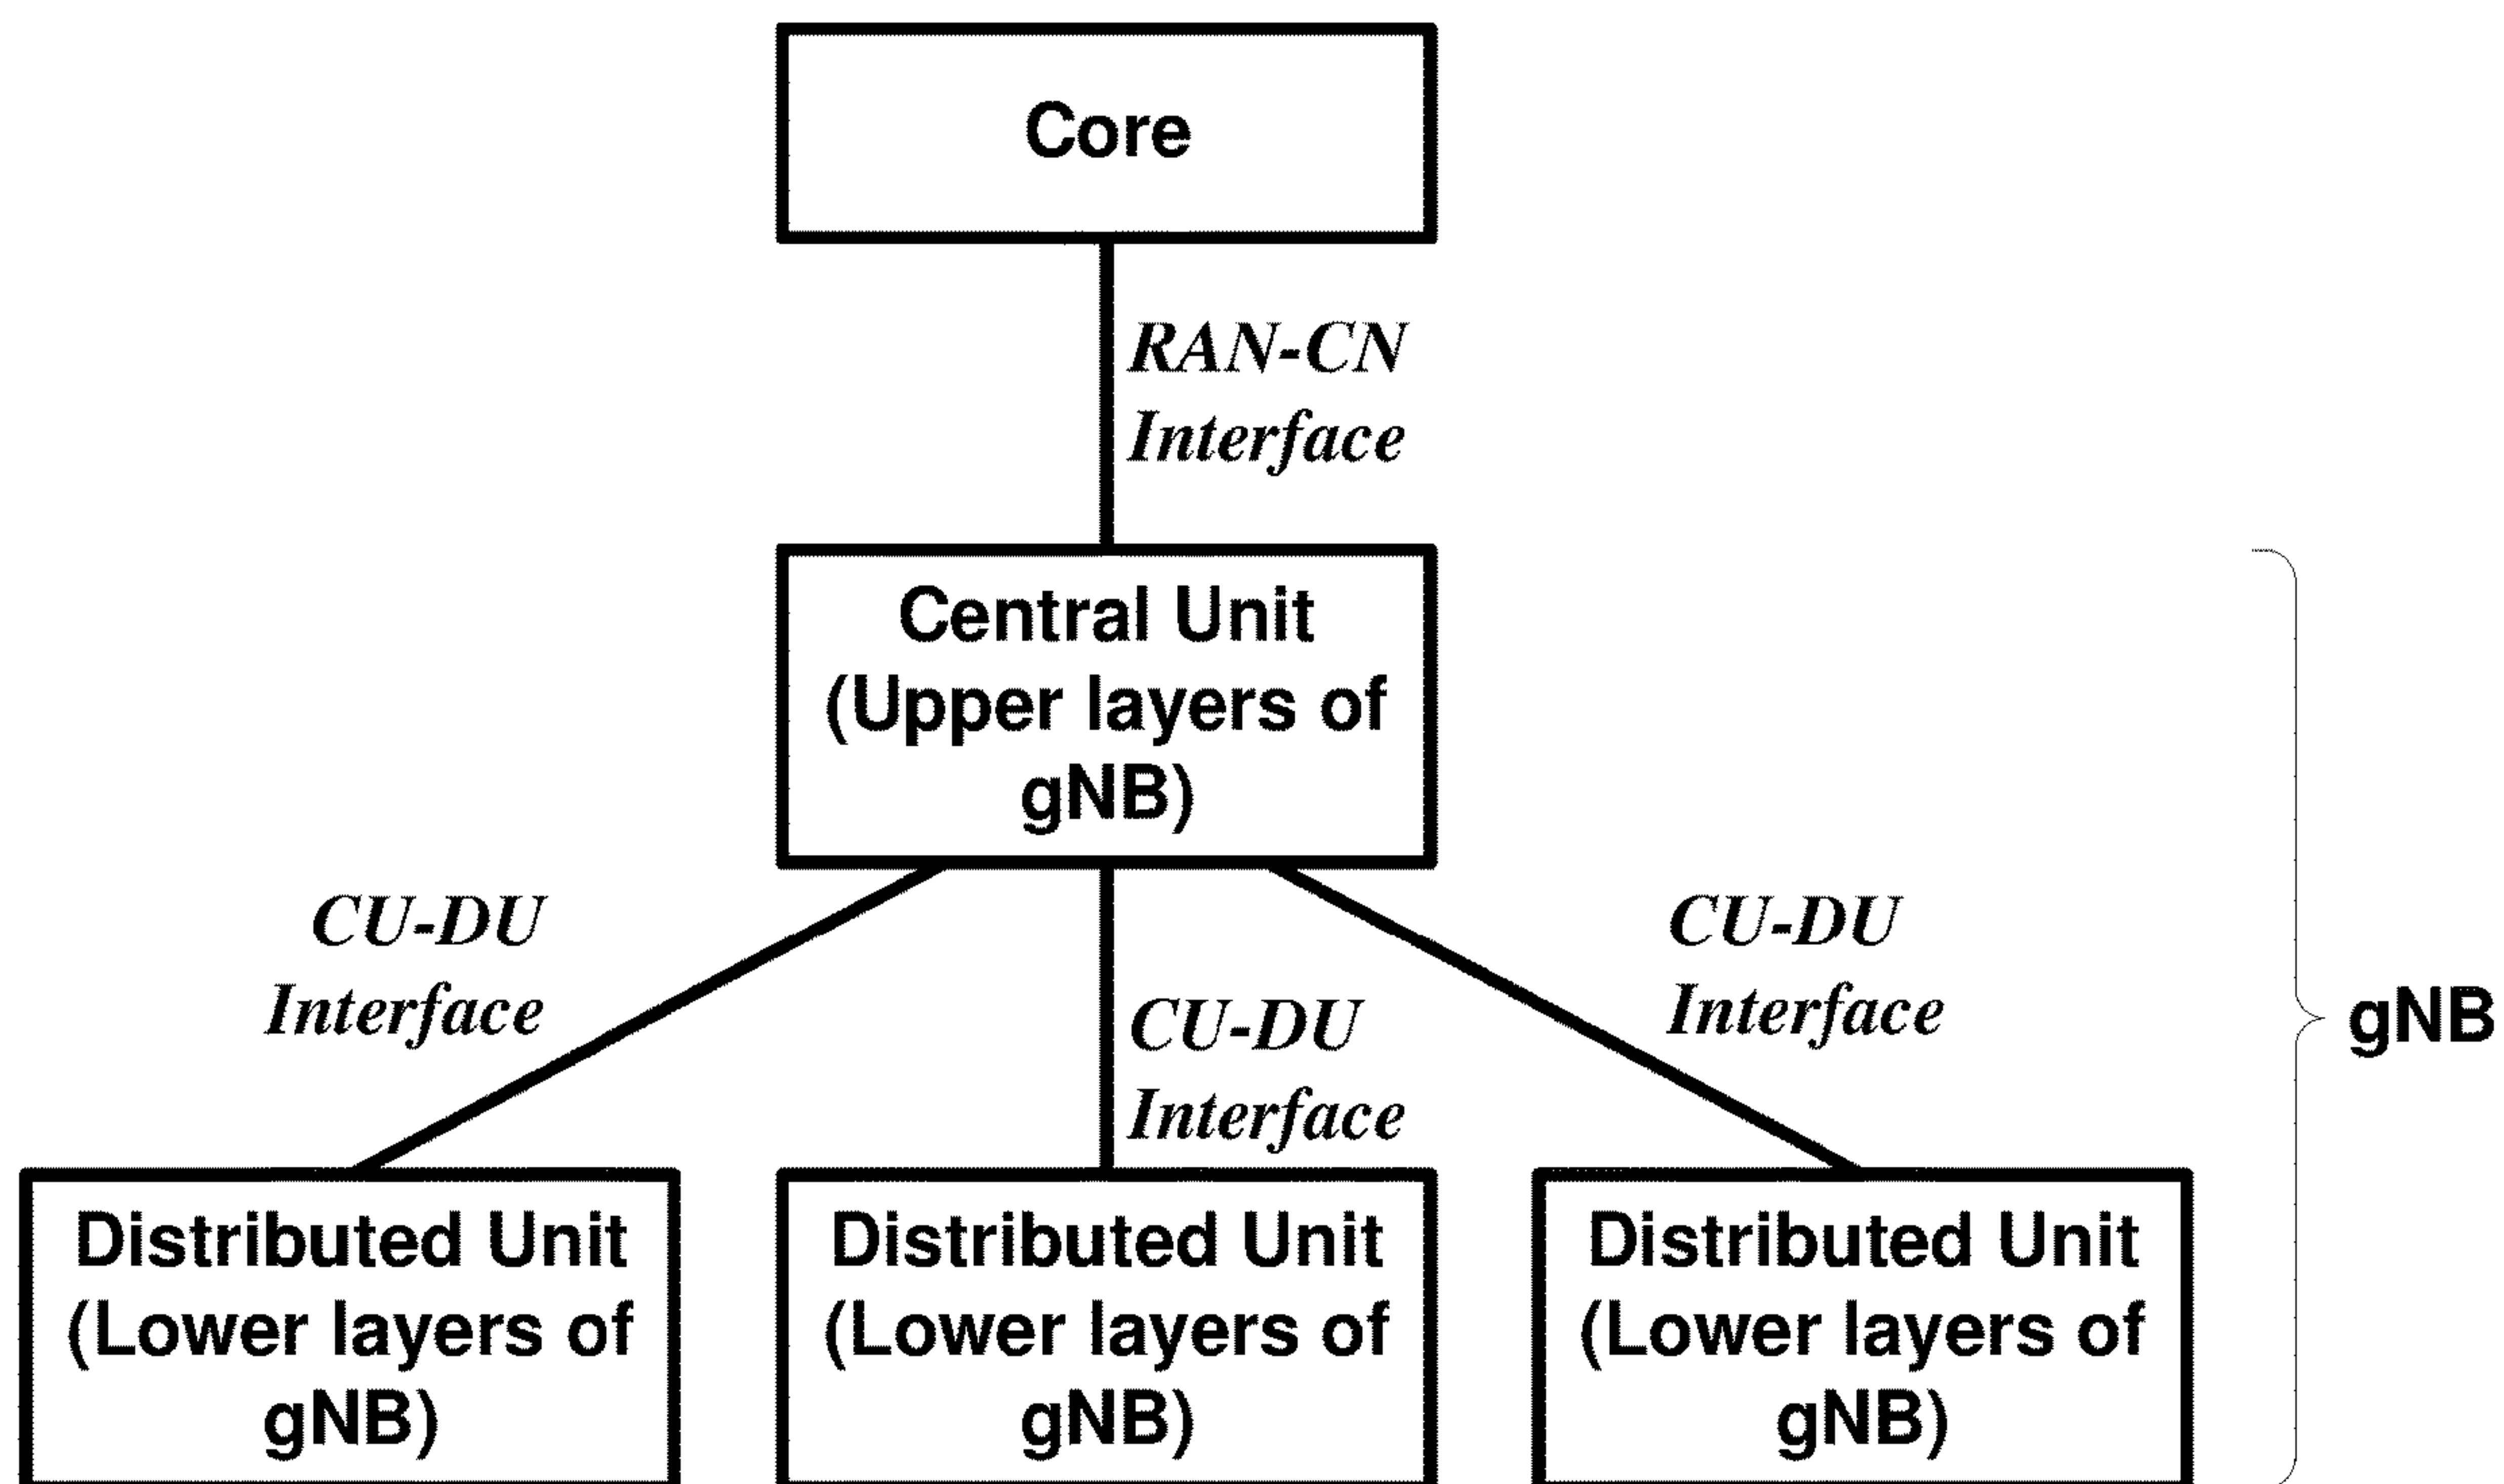 Core
RAN-CN
Interface
Central Unit
(Upper layers of
gNB)
CU-DU
Interface
CU-DU
Interface
CU-DU
Interface
gNB
Distributed Unit
(Lower layers of
gNB)
Distributed Unit
(Lower layers of
gNB)
Distributed Unit
(Lower layers of
gNB)